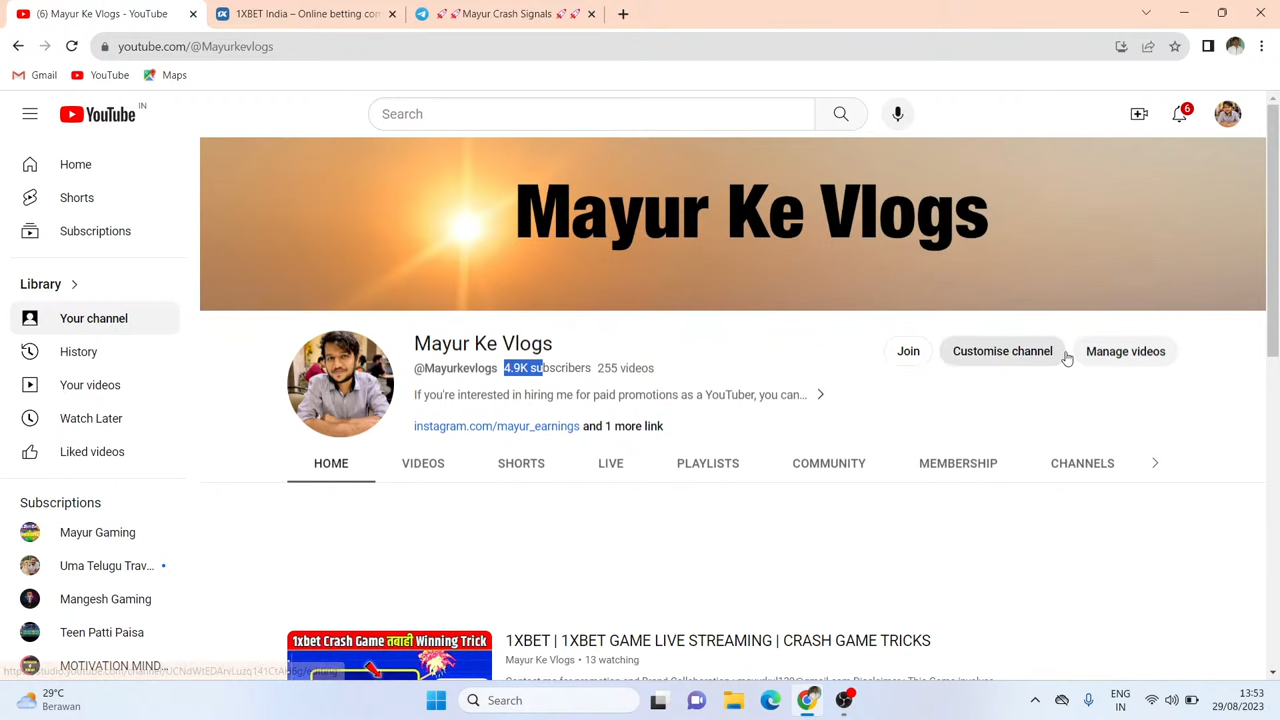 (6) Mayur Ke Vlogs - YouTube
1XBET India – Online betting com
🚀🚀Mayur Crash Signals 🚀🚀
youtube.com/@Mayurkevlogs
Gmail
YouTube
Maps
YouTube IN
Search
6
Home
Shorts
Subscriptions
Library
Your channel
History
Your videos
Watch Later
Liked videos
Subscriptions
Mayur Gaming
Uma Telugu Trav...
Mangesh Gaming
Teen Patti Paisa
MOTIVATION MIND...
Mayur Ke Vlogs
Mayur Ke Vlogs
@Mayurkevlogs 4.9K subscribers 255 videos
If you're interested in hiring me for paid promotions as a YouTuber, you can...
instagram.com/mayur_earnings and 1 more link
Join
Customise channel
Manage videos
HOME
VIDEOS
SHORTS
LIVE
PLAYLISTS
COMMUNITY
MEMBERSHIP
CHANNELS
1xbet Crash Game तबाही Winning Trick
1XBET | 1XBET GAME LIVE STREAMING | CRASH GAME TRICKS
Mayur Ke Vlogs • 13 watching
29°C
Berawan
Search
ENG
IN
13:53
29/08/2023